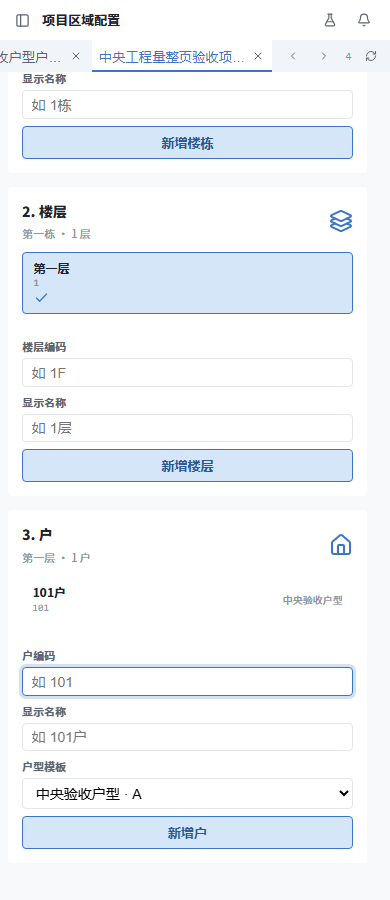 项目区域配置
收户型户...
中央工程量整页验收项...
4
显示名称
如 1栋
新增楼栋
2. 楼层
第一栋 · 1 层
第一层
1
楼层编码
如 1F
显示名称
如 1层
新增楼层
3. 户
第一层 · 1 户
101户
101
中央验收户型
户编码
如 101
显示名称
如 101户
户型模板
中央验收户型 · A
新增户